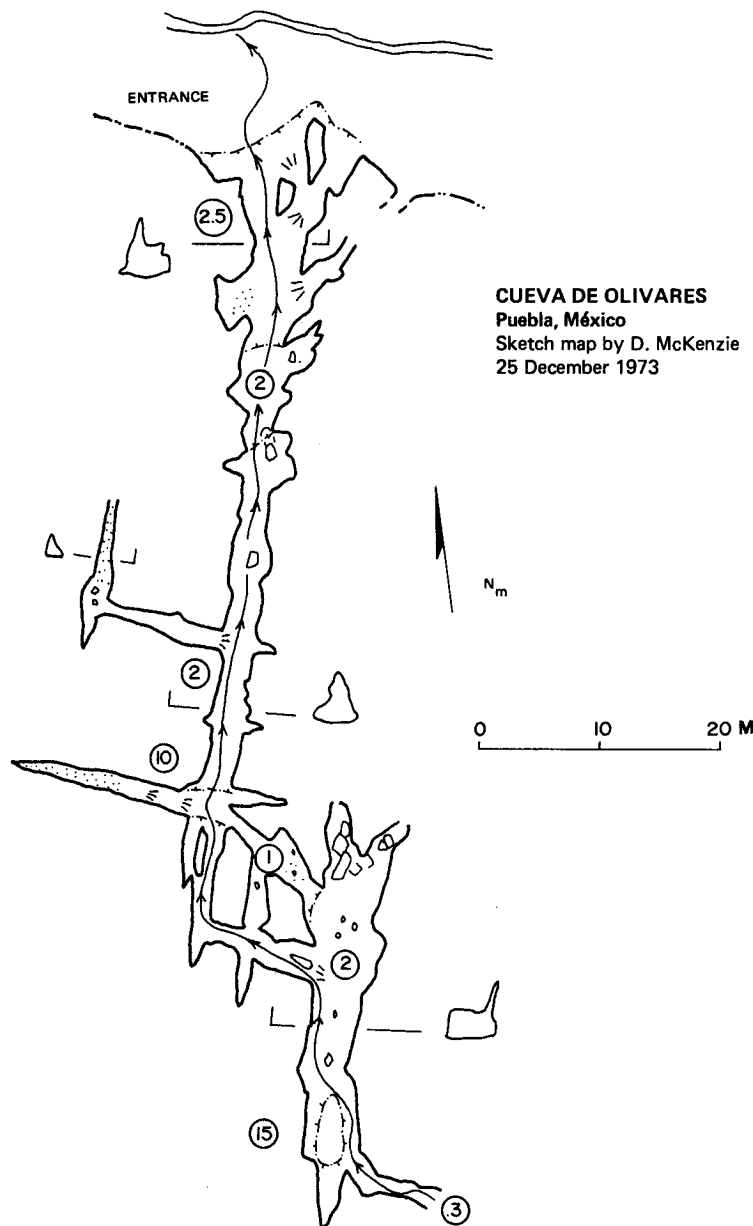 ENTRANCE
2.5
CUEVA DE OLIVARES
Puebla, México
Sketch map by D. McKenzie
25 December 1973
2
Nm
2
0 10 20 M
10
1
2
15
.3